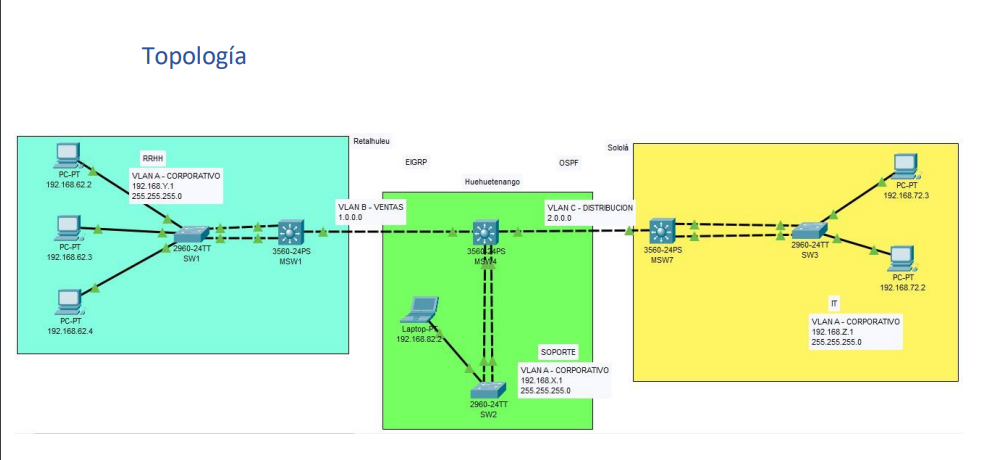 Topología
Retalhuleu
EIGRP
OSPF
Sololá
Huehuetenango
RRHH
VLAN A - CORPORATIVO
192.168.Y.1
255.255.255.0
PC-PT
192.168.62.2
PC-PT
192.168.62.3
PC-PT
192.168.62.4
2960-24TT
SW1
3560-24PS
MSW1
VLAN B - VENTAS
1.0.0.0
3560-24PS
MSW4
VLAN C - DISTRIBUCION
2.0.0.0
Laptop-PT
192.168.82.2
SOPORTE
VLAN A - CORPORATIVO
192.168.X.1
255.255.255.0
2960-24TT
SW2
3560-24PS
MSW7
2960-24TT
SW3
PC-PT
192.168.72.3
PC-PT
192.168.72.2
IT
VLAN A - CORPORATIVO
192.168.Z.1
255.255.255.0